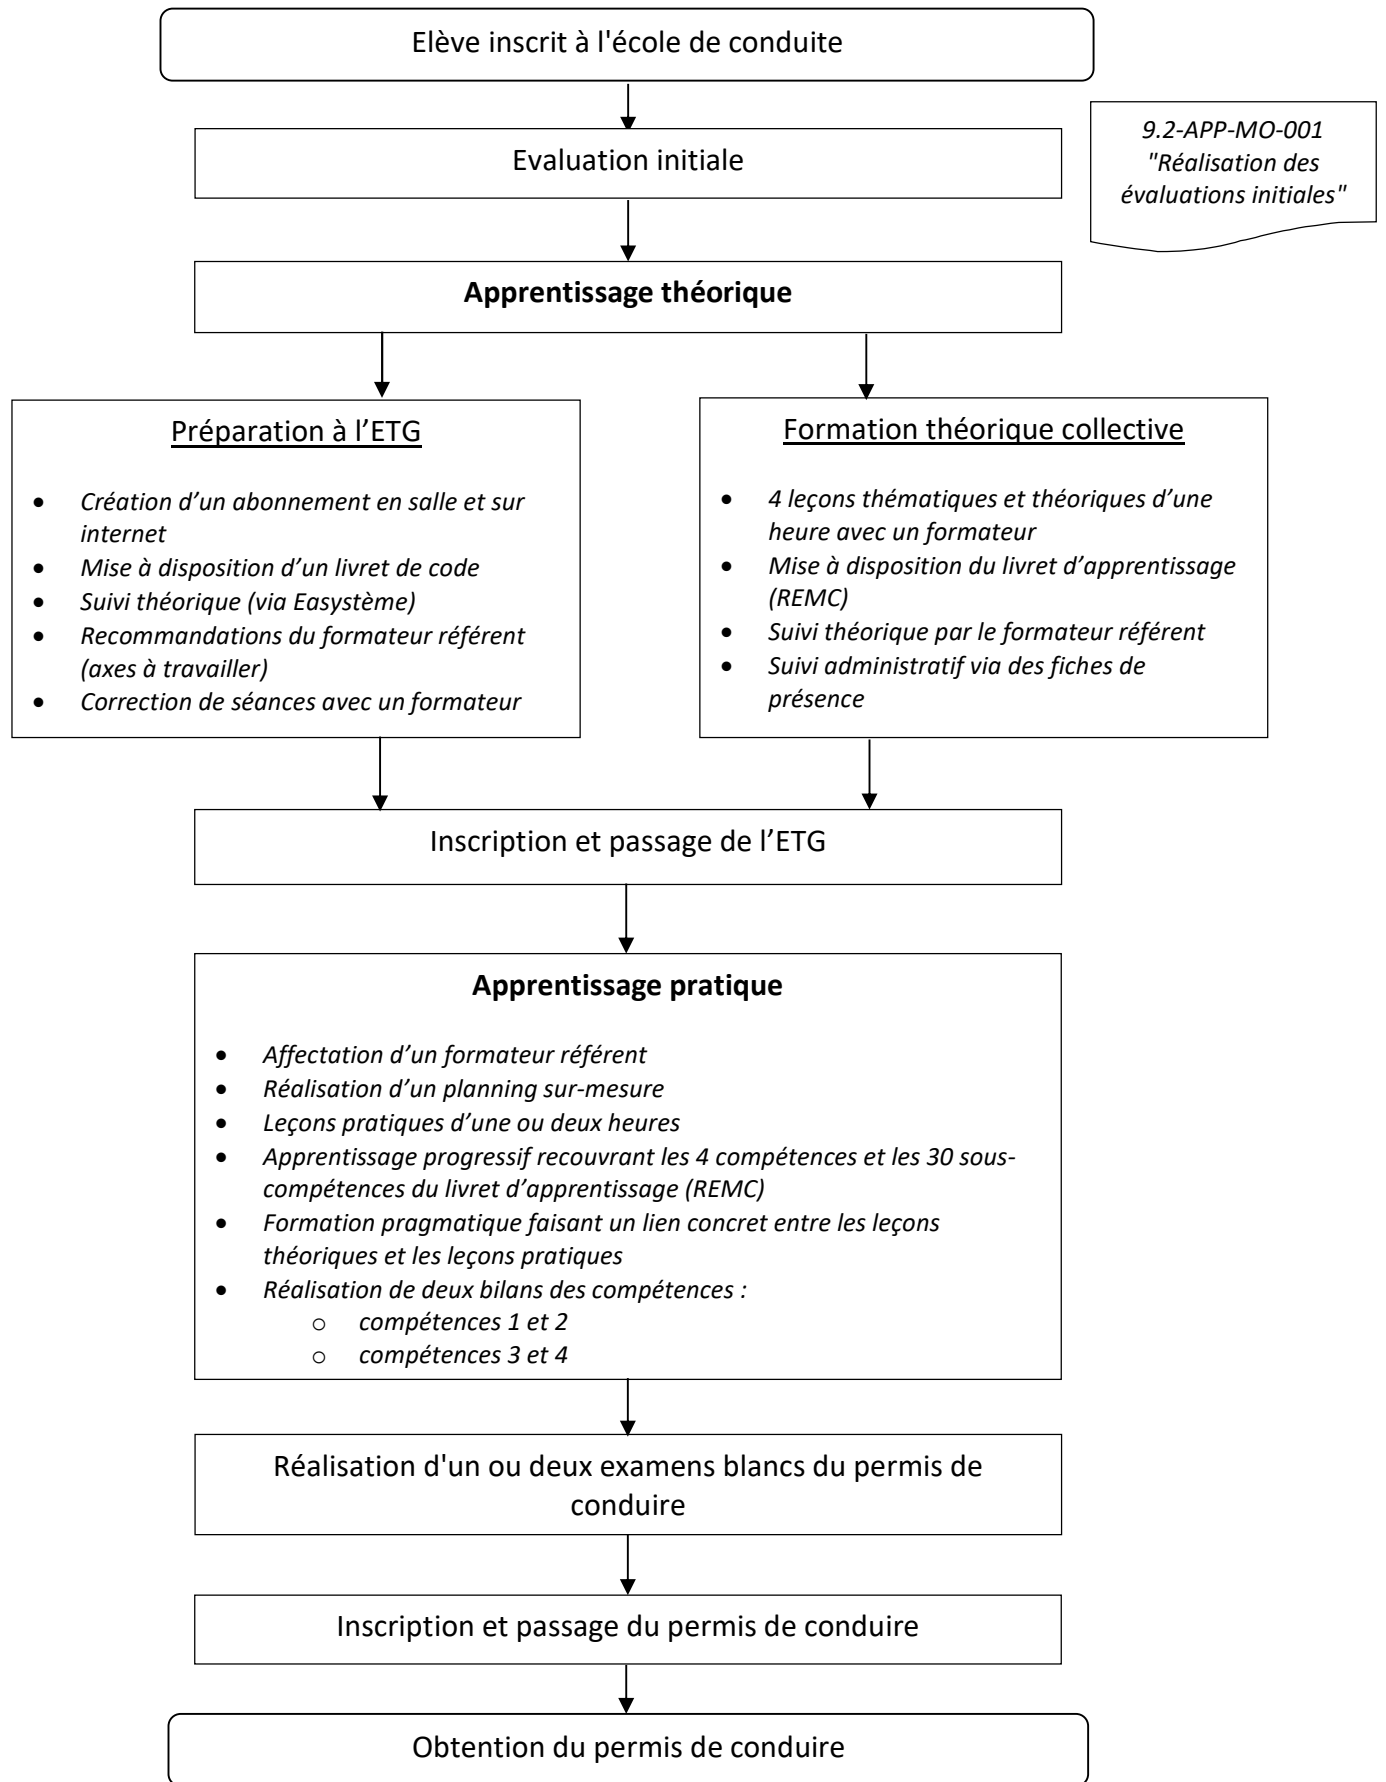 Elève inscrit à l'école de conduite
Evaluation initiale
9.2-APP-MO-001
"Réalisation des
évaluations initiales"
Apprentissage théorique
Préparation à l’ETG
• Création d’un abonnement en salle et sur
internet
• Mise à disposition d’un livret de code
• Suivi théorique (via Easystème)
• Recommandations du formateur référent
(axes à travailler)
• Correction de séances avec un formateur
Formation théorique collective
• 4 leçons thématiques et théoriques d’une
heure avec un formateur
• Mise à disposition du livret d’apprentissage
(REMC)
• Suivi théorique par le formateur référent
• Suivi administratif via des fiches de
présence
Inscription et passage de l’ETG
Apprentissage pratique
• Affectation d’un formateur référent
• Réalisation d’un planning sur-mesure
• Leçons pratiques d’une ou deux heures
• Apprentissage progressif recouvrant les 4 compétences et les 30 sous-
compétences du livret d’apprentissage (REMC)
• Formation pragmatique faisant un lien concret entre les leçons
théoriques et les leçons pratiques
• Réalisation de deux bilans des compétences :
o compétences 1 et 2
o compétences 3 et 4
Réalisation d'un ou deux examens blancs du permis de
conduire
Inscription et passage du permis de conduire
Obtention du permis de conduire